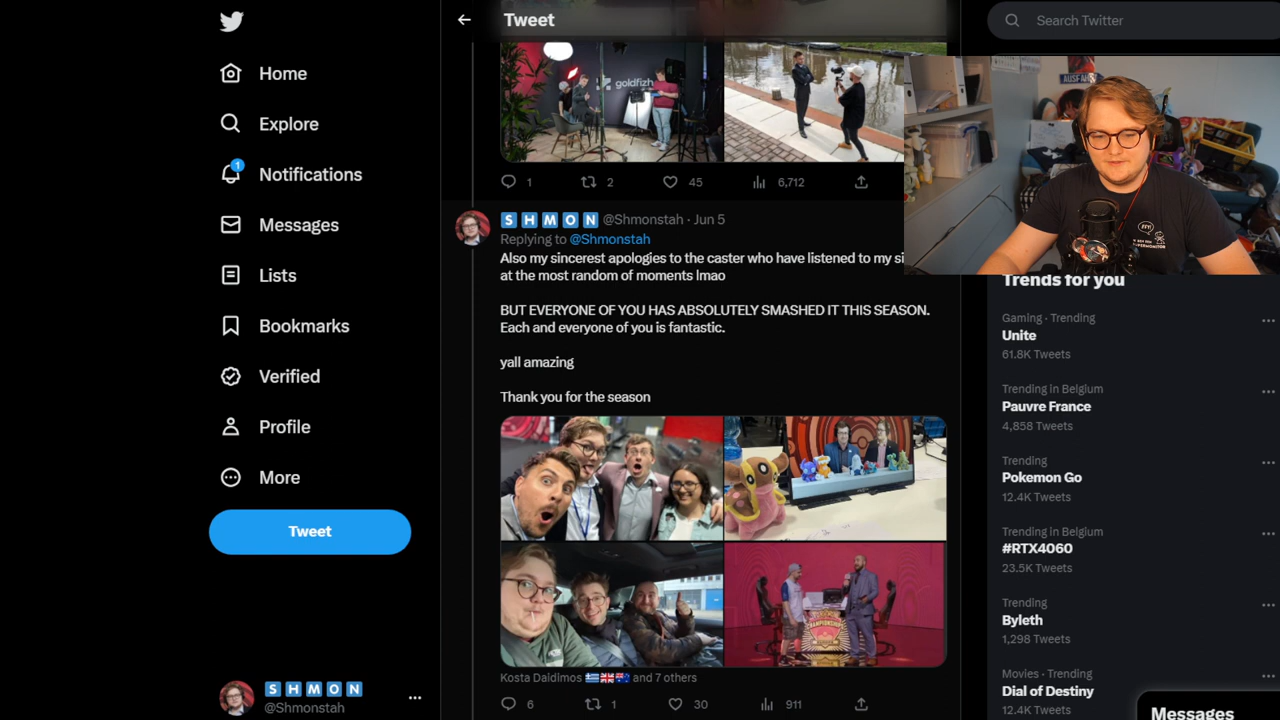 Tweet
Search Twitter
Home
Explore
1
Notifications
Messages
Lists
Bookmarks
Verified
Profile
More
Tweet
S H M O N
@Shmonstah
goldfizh
1
2
45
6,712
S H M O N @Shmonstah · Jun 5
Replying to @Shmonstah
Also my sincerest apologies to the caster who have listened to my
at the most random of moments lmao
BUT EVERYONE OF YOU HAS ABSOLUTELY SMASHED IT THIS SEASON.
Each and everyone of you is fantastic.
yall amazing
Thank you for the season
CHAMPIONSHIP
Kosta Daidimos and 7 others
6
1
30
911
AUSFAHRT
Trends for you
Gaming · Trending
Unite
61.8K Tweets
Trending in Belgium
Pauvre France
4,858 Tweets
Trending
Pokemon Go
12.4K Tweets
Trending in Belgium
#RTX4060
23.5K Tweets
Trending
Byleth
1,298 Tweets
Movies · Trending
Dial of Destiny
12.4K Tweets
Messages